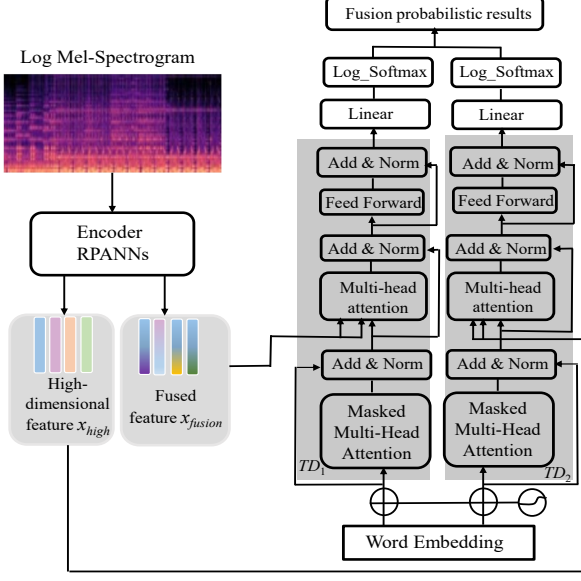 Fusion probabilistic results
Log Mel-Spectrogram
Log_Softmax
Log_Softmax
Linear
Linear
Add & Norm
Add & Norm
Feed Forward
Feed Forward
Encoder
RPANNs
Add & Norm
Add & Norm
Multi-head
attention
Multi-head
attention
High-
dimensional
feature x_high
Fused
feature x_fusion
Add & Norm
Add & Norm
Masked
Multi-Head
Attention
Masked
Multi-Head
Attention
TD₁
TD₂
Word Embedding